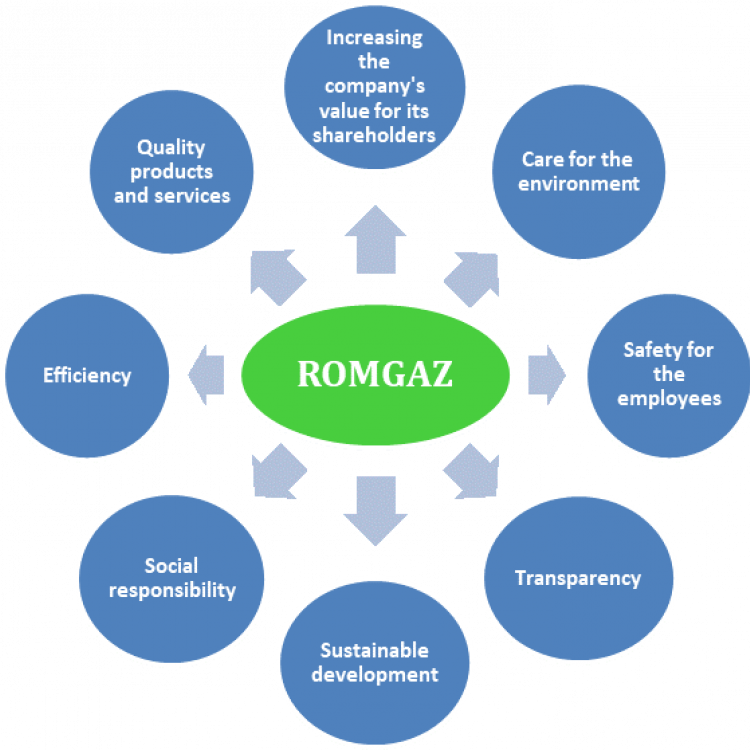 Increasing
the
company's
value for its
shareholders
Care for the
environment
Safety for
the
employees
Transparency
Sustainable
development
Social
responsibility
Efficiency
Quality
products
and services
ROMGAZ